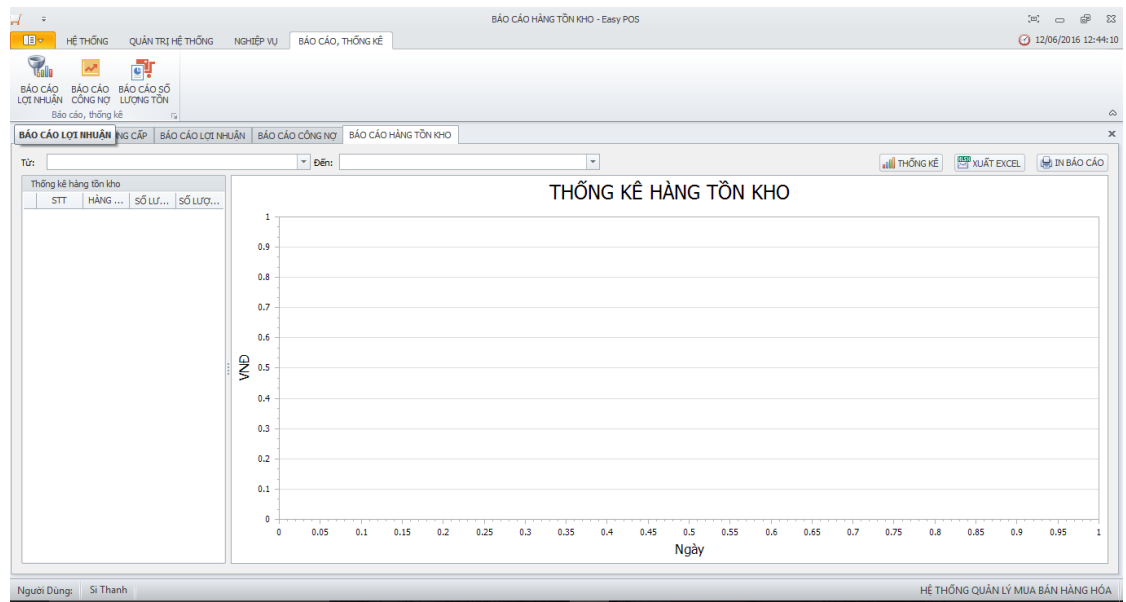 BÁO CÁO HÀNG TỒN KHO - Easy POS
HỆ THỐNG QUẢN TRỊ HỆ THỐNG NGHIỆP VỤ BÁO CÁO, THỐNG KÊ 12/06/2016 12:44:10
BÁO CÁO BÁO CÁO BÁO CÁO SỐ
LỢI NHUẬN CÔNG NỢ LƯỢNG TỒN
Báo cáo, thống kê
BÁO CÁO LỢI NHUẬN NG CẤP BÁO CÁO LỢI NHUẬN BÁO CÁO CÔNG NỢ BÁO CÁO HÀNG TỒN KHO
Từ: Đến: THỐNG KÊ XUẤT EXCEL IN BÁO CÁO
Thống kê hàng tồn kho
STT HÀNG ... SỐ LƯ... SỐ LƯỢ...
THỐNG KÊ HÀNG TỒN KHO
1
0.9
0.8
0.7
0.6
0.5
0.4
0.3
0.2
0.1
0
VNĐ
0 0.05 0.1 0.15 0.2 0.25 0.3 0.35 0.4 0.45 0.5 0.55 0.6 0.65 0.7 0.75 0.8 0.85 0.9 0.95 1
Ngày
Người Dùng: Si Thanh HỆ THỐNG QUẢN LÝ MUA BÁN HÀNG HÓA